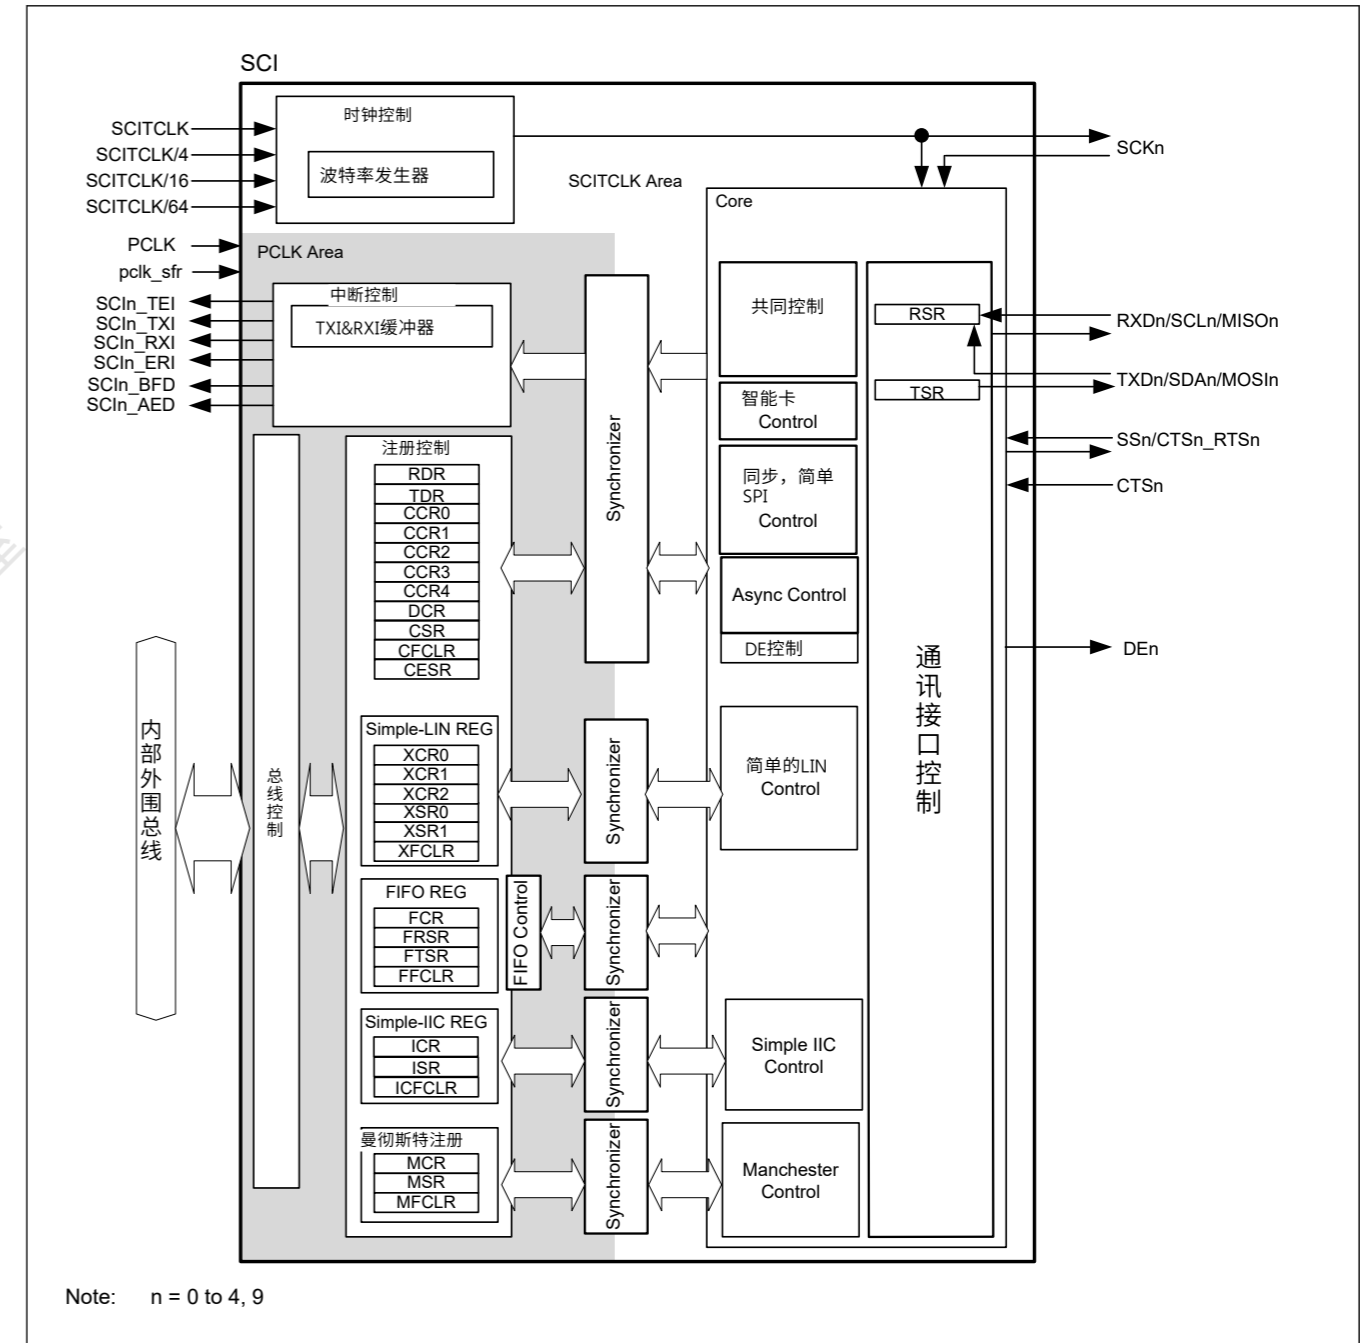 SCI
时钟控制
波特率发生器
SCITCLK
SCITCLK/4
SCITCLK/16
SCITCLK/64
SCITCLK Area
SCKn
Core
PCLK
pclk_sfr
PCLK Area
中断控制
TXI&RXI缓冲器
SCIn_TEI
SCIn_TXI
SCIn_RXI
SCIn_ERI
SCIn_BFD
SCIn_AED
Synchronizer
共同控制
智能卡
Control
同步，简单
SPI
Control
Async Control
DE控制
RSR
TSR
通讯接口控制
RXDn/SCLn/MISOn
TXDn/SDAn/MOSIn
SSn/CTSn_RTSn
CTSn
DEn
注册控制
RDR
TDR
CCR0
CCR1
CCR2
CCR3
CCR4
DCR
CSR
CFCLR
CESR
内部外围总线
总线控制
Simple-LIN REG
XCR0
XCR1
XCR2
XSR0
XSR1
XFCLR
Synchronizer
简单的LIN
Control
FIFO REG
FCR
FRSR
FTSR
FFCLR
FIFO Control
Synchronizer
Simple-IIC REG
ICR
ISR
ICFCLR
Synchronizer
Simple IIC
Control
曼彻斯特注册
MCR
MSR
MFCLR
Synchronizer
Manchester
Control
Note: n = 0 to 4, 9